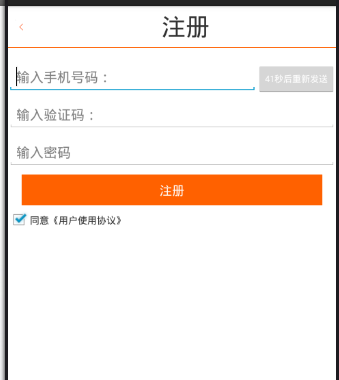 注册
输入手机号码：
41秒后重新发送
输入验证码：
输入密码
注册
同意《用户使用协议》